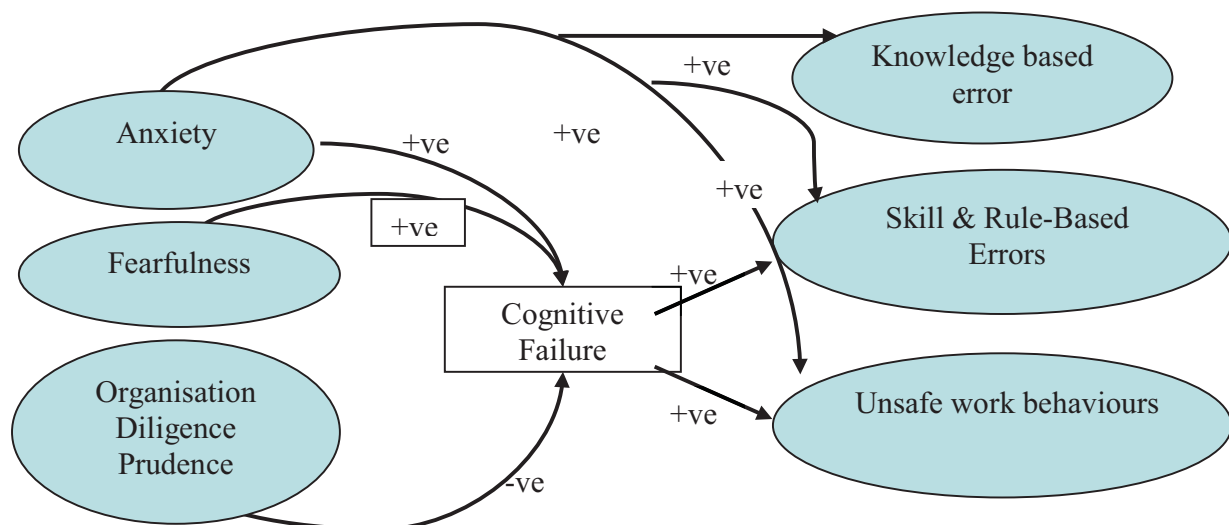 Knowledge based
error
+ve
Anxiety
+ve
+ve
+ve
+ve
Skill & Rule-Based
Errors
Fearfulness
+ve
Cognitive
Failure
Organisation
Diligence
Prudence
+ve
Unsafe work behaviours
-ve